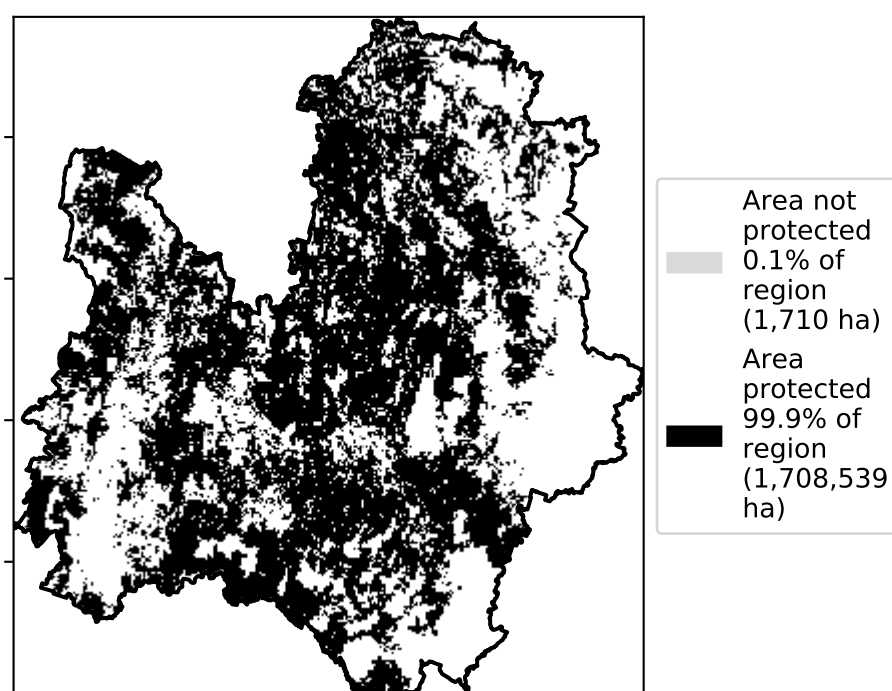 Area not
protected
0.1% of
region
(1,710 ha)
Area
protected
99.9% of
region
(1,708,539
ha)